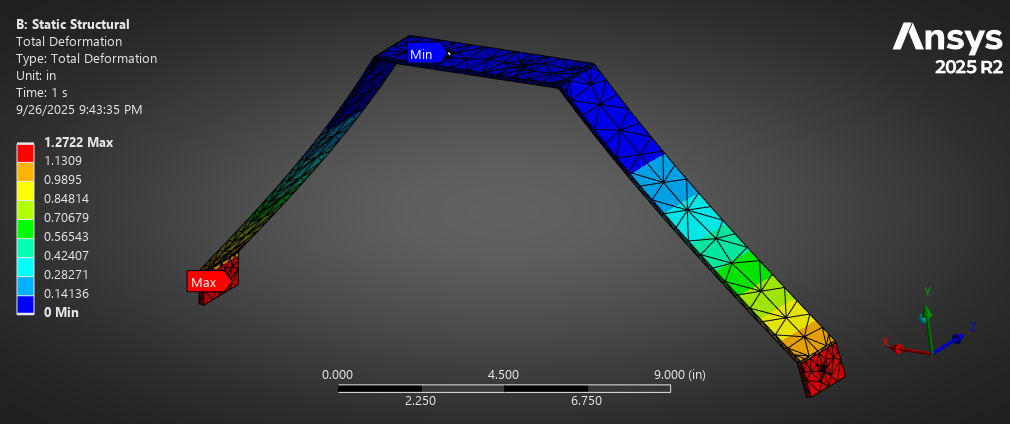 B: Static Structural
Total Deformation
Type: Total Deformation
Unit: in
Time: 1 s
9/26/2025 9:43:35 PM
1.2722 Max
1.1309
0.9895
0.84814
0.70679
0.56543
0.42407
0.28271
0.14136
0 Min
Min
Max
Ansys
2025 R2
0.000 4.500 9.000 (in)
2.250 6.750
Y
Z
X